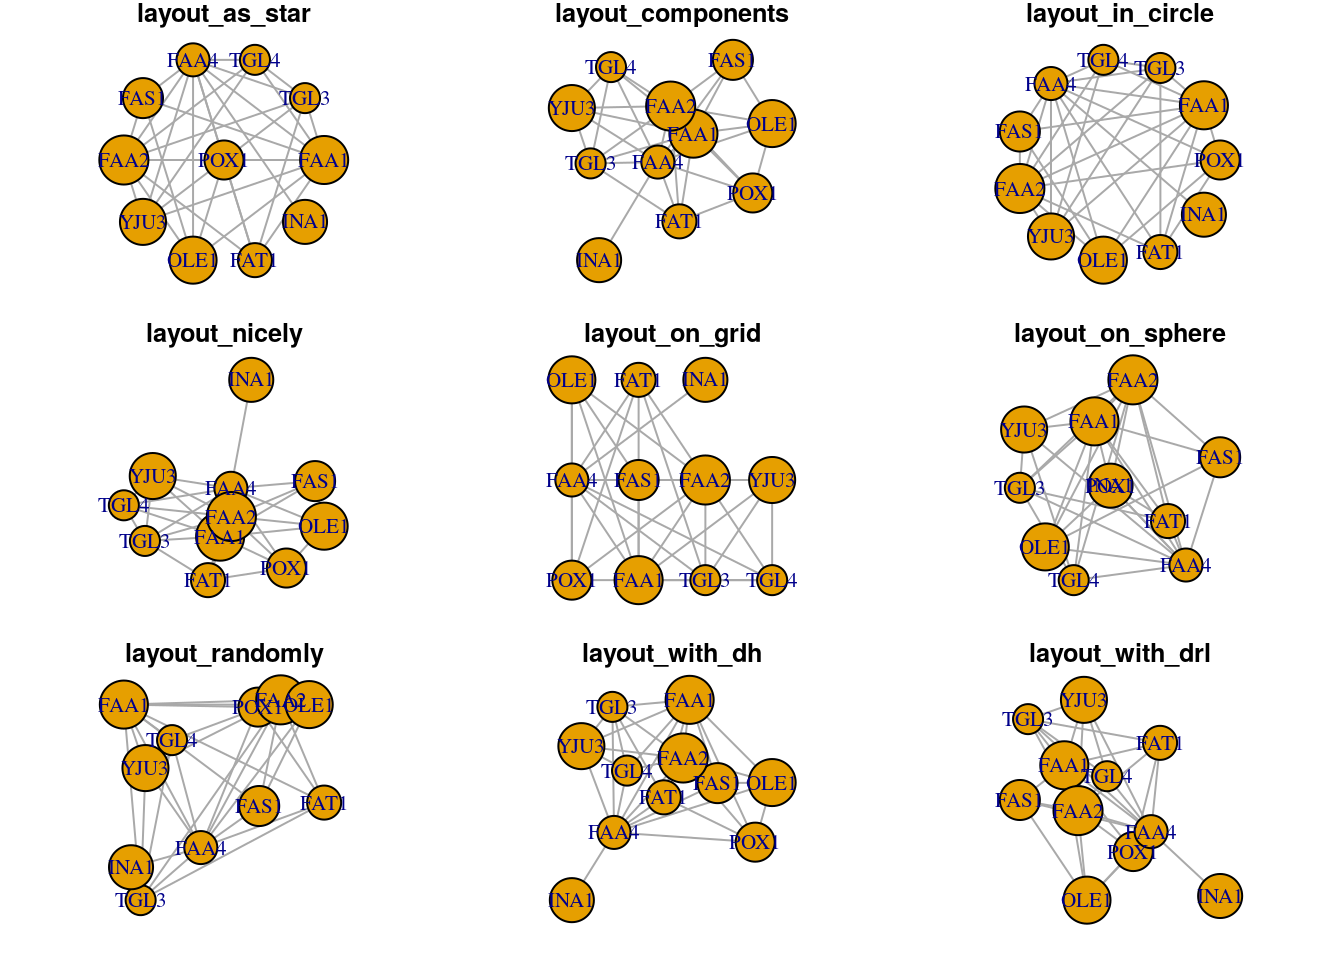 layout_as_star
layout_components
layout_in_circle
FAA4 TGL4
FAS1 TGL3
FAA2 POX1 FAA1
YJU3 INA1
OLE1 FAT1
TGL4 FAS1
YJU3 FAA2 OLE1
FAA1
TGL3 FAA4
POX1
FAT1
INA1
TGL4 TGL3
FAA4 FAA1
FAS1
POX1
FAA2
INA1
YJU3
OLE1 FAT1
layout_nicely
layout_on_grid
layout_on_sphere
INA1
YJU3 FAS1
FAA4
TGL4
FAA2 OLE1
TGL3 FAA1
FAT1 POX1
OLE1 FAT1 INA1
FAA4 FAS1 FAA2 YJU3
POX1 FAA1 TGL3 TGL4
FAA2
YJU3 FAA1
FAS1
TGL3 POX1
FAT1
OLE1
TGL4 FAA4
layout_randomly
layout_with_dh
layout_with_drl
FAA1 POX1 FAA2 OLE1
TGL4
YJU3
FAS1 FAT1
FAA4
INA1
TGL3
TGL3 FAA1
YJU3
FAA2
TGL4 FAS1 OLE1
FAT1
FAA4 POX1
INA1
YJU3
TGL3
FAT1
FAA1 TGL4
FAS1 FAA2
FAA4
POX1
OLE1 INA1